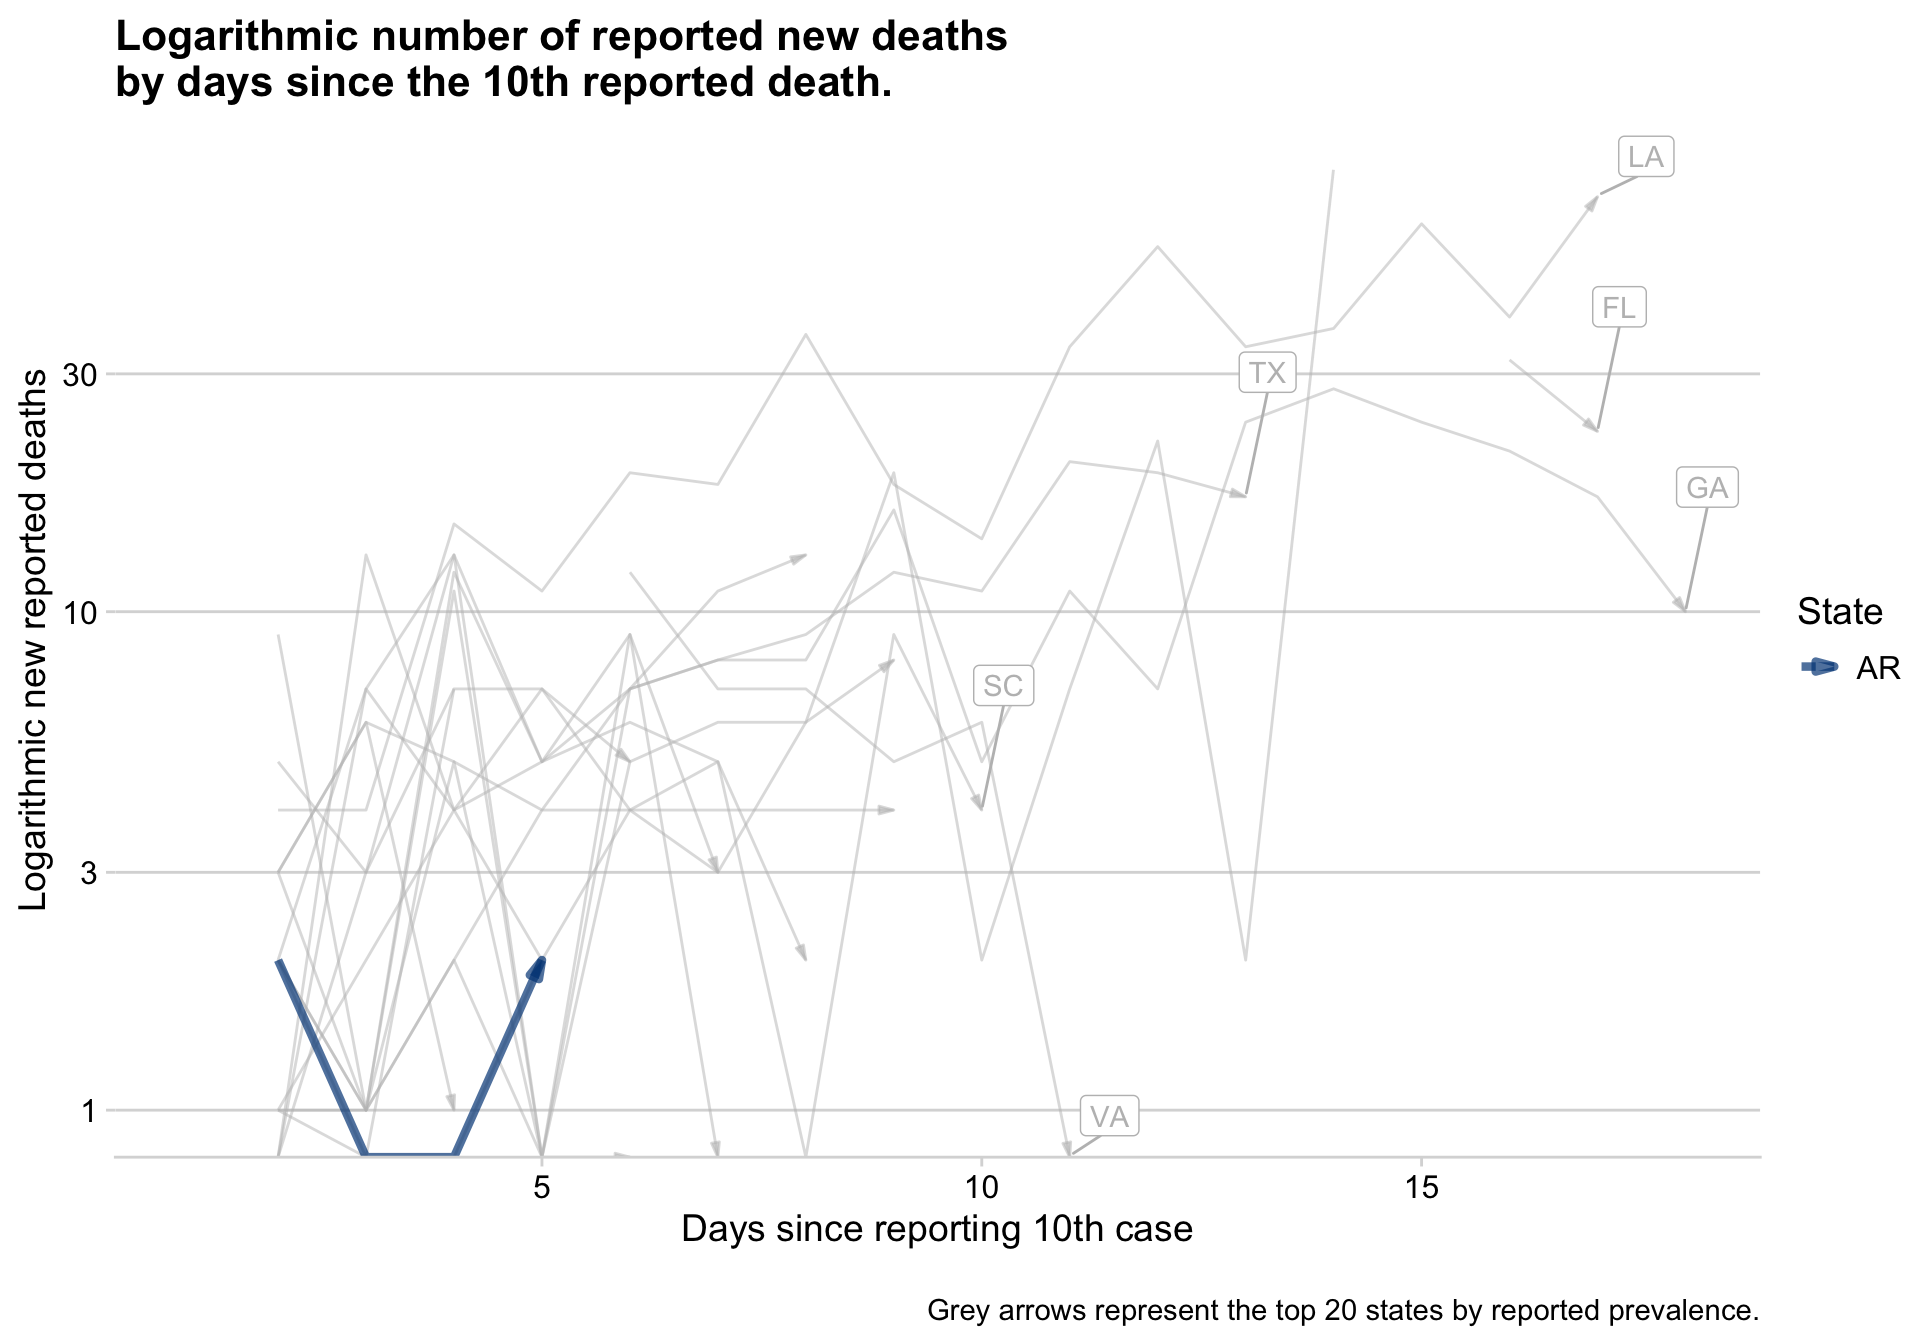 Logarithmic number of reported new deaths
by days since the 10th reported death.
LA
FL
TX
GA
SC
VA
Logarithmic new reported deaths
30
10
3
1
5
10
15
Days since reporting 10th case
State
AR
Grey arrows represent the top 20 states by reported prevalence.